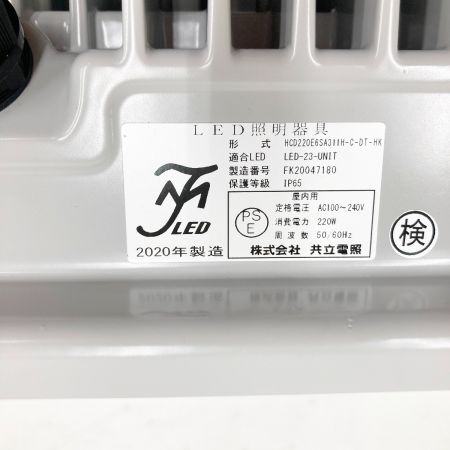 LED照明器具
形式 HCD220E6SA311H-C-DT-HK
適合LED LED-23-UNIT
製造番号 FK20047180
保護等級 IP65
屋内用
定格電圧 AC100～240V
消費電力 220W
周波数 50/60Hz
PS
E
LED
2020年製造
株式会社 共立電照
検